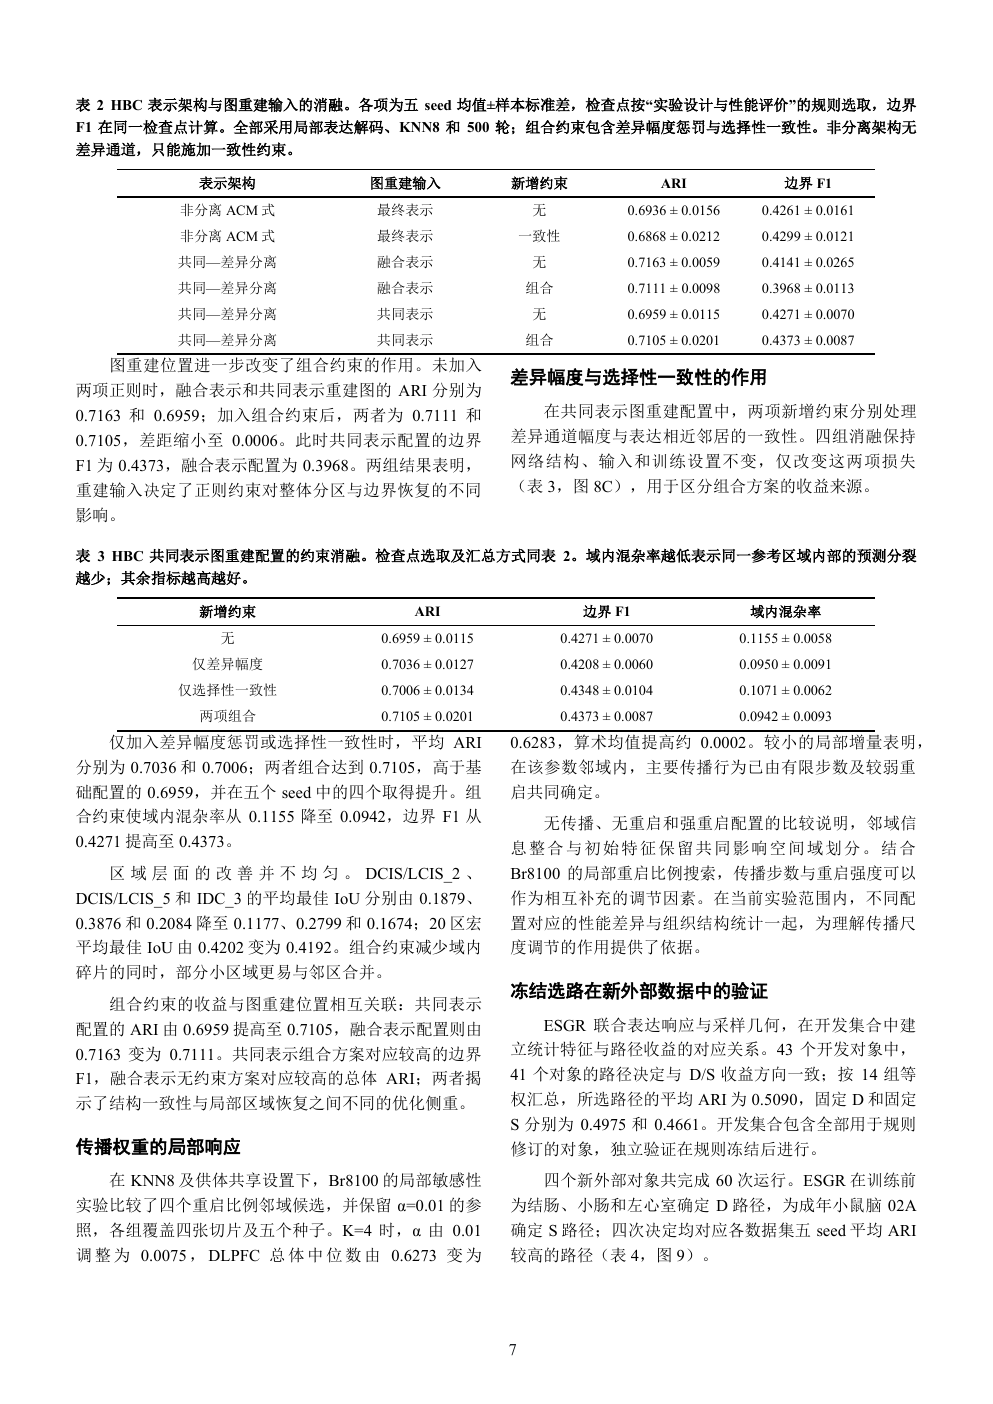 表 2 HBC 表示架构与图重建输入的消融。各项为五 seed 均值±样本标准差，检查点按“实验设计与性能评价”的规则选取，边界
F1 在同一检查点计算。全部采用局部表达解码、KNN8 和 500 轮；组合约束包含差异幅度惩罚与选择性一致性。非分离架构无
差异通道，只能施加一致性约束。
表示架构 图重建输入 新增约束 ARI 边界 F1
非分离 ACM 式 最终表示 无 0.6936 ± 0.0156 0.4261 ± 0.0161
非分离 ACM 式 最终表示 一致性 0.6868 ± 0.0212 0.4299 ± 0.0121
共同—差异分离 融合表示 无 0.7163 ± 0.0059 0.4141 ± 0.0265
共同—差异分离 融合表示 组合 0.7111 ± 0.0098 0.3968 ± 0.0113
共同—差异分离 共同表示 无 0.6959 ± 0.0115 0.4271 ± 0.0070
共同—差异分离 共同表示 组合 0.7105 ± 0.0201 0.4373 ± 0.0087
图重建位置进一步改变了组合约束的作用。未加入
两项正则时，融合表示和共同表示重建图的 ARI 分别为
0.7163 和 0.6959；加入组合约束后，两者为 0.7111 和
0.7105，差距缩小至 0.0006。此时共同表示配置的边界
F1 为 0.4373，融合表示配置为 0.3968。两组结果表明，
重建输入决定了正则约束对整体分区与边界恢复的不同
影响。
差异幅度与选择性一致性的作用
在共同表示图重建配置中，两项新增约束分别处理
差异通道幅度与表达相近邻居的一致性。四组消融保持
网络结构、输入和训练设置不变，仅改变这两项损失
（表 3，图 8C），用于区分组合方案的收益来源。
表 3 HBC 共同表示图重建配置的约束消融。检查点选取及汇总方式同表 2。域内混杂率越低表示同一参考区域内部的预测分裂
越少；其余指标越高越好。
新增约束 ARI 边界 F1 域内混杂率
无 0.6959 ± 0.0115 0.4271 ± 0.0070 0.1155 ± 0.0058
仅差异幅度 0.7036 ± 0.0127 0.4208 ± 0.0060 0.0950 ± 0.0091
仅选择性一致性 0.7006 ± 0.0134 0.4348 ± 0.0104 0.1071 ± 0.0062
两项组合 0.7105 ± 0.0201 0.4373 ± 0.0087 0.0942 ± 0.0093
仅加入差异幅度惩罚或选择性一致性时，平均 ARI
分别为 0.7036 和 0.7006；两者组合达到 0.7105，高于基
础配置的 0.6959，并在五个 seed 中的四个取得提升。组
合约束使域内混杂率从 0.1155 降至 0.0942，边界 F1 从
0.4271 提高至 0.4373。
区域层面的改善并不均匀。DCIS/LCIS_2、
DCIS/LCIS_5 和 IDC_3 的平均最佳 IoU 分别由 0.1879、
0.3876 和 0.2084 降至 0.1177、0.2799 和 0.1674；20 区宏
平均最佳 IoU 由 0.4202 变为 0.4192。组合约束减少域内
碎片的同时，部分小区域更易与邻区合并。
组合约束的收益与图重建位置相互关联：共同表示
配置的 ARI 由 0.6959 提高至 0.7105，融合表示配置则由
0.7163 变为 0.7111。共同表示组合方案对应较高的边界
F1，融合表示无约束方案对应较高的总体 ARI；两者揭
示了结构一致性与局部区域恢复之间不同的优化侧重。
传播权重的局部响应
在 KNN8 及供体共享设置下，Br8100 的局部敏感性
实验比较了四个重启比例邻域候选，并保留 α=0.01 的参
照，各组覆盖四张切片及五个种子。K=4 时，α 由 0.01
调整为 0.0075，DLPFC 总体中位数由 0.6273 变为
0.6283，算术均值提高约 0.0002。较小的局部增量表明，
在该参数邻域内，主要传播行为已由有限步数及较弱重
启共同确定。
无传播、无重启和强重启配置的比较说明，邻域信
息整合与初始特征保留共同影响空间域划分。结合
Br8100 的局部重启比例搜索，传播步数与重启强度可以
作为相互补充的调节因素。在当前实验范围内，不同配
置对应的性能差异与组织结构统计一起，为理解传播尺
度调节的作用提供了依据。
冻结选路在新外部数据中的验证
ESGR 联合表达响应与采样几何，在开发集合中建
立统计特征与路径收益的对应关系。43 个开发对象中，
41 个对象的路径决定与 D/S 收益方向一致；按 14 组等
权汇总，所选路径的平均 ARI 为 0.5090，固定 D 和固定
S 分别为 0.4975 和 0.4661。开发集合包含全部用于规则
修订的对象，独立验证在规则冻结后进行。
四个新外部对象共完成 60 次运行。ESGR 在训练前
为结肠、小肠和左心室确定 D 路径，为成年小鼠脑 02A
确定 S 路径；四次决定均对应各数据集五 seed 平均 ARI
较高的路径（表 4，图 9）。
7